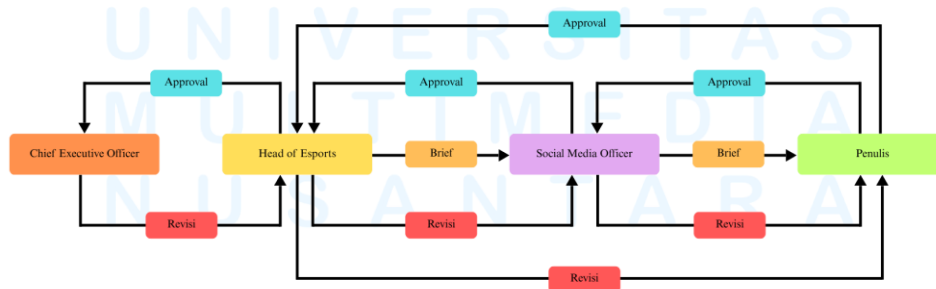 UNIVERSITAS
Approval
Approval
Approval
Approval
MULTIMEDIA
Chief Executive Officer
Head of Esports
Brief
Social Media Officer
Brief
Penulis
NUSANTARA
Revisi
Revisi
Revisi
Revisi